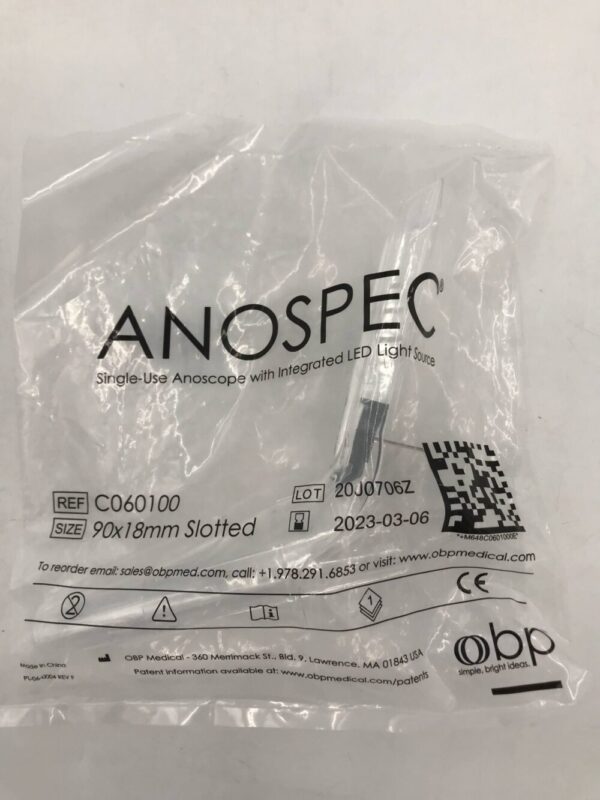 ANOSPEC®
Single-Use Anoscope with Integrated LED Light Source
REF C060100
SIZE 90x18mm Slotted
LOT 20J0706Z
2023-03-06
*+M648C0601000E*
To reorder email: sales@obpmed.com, call: +1.978.291.6853 or visit: www.obpmedical.com
2
1
CE
Made in China
OBP Medical - 360 Merrimack St., Bld. 9, Lawrence, MA 01843 USA
Patent information available at: www.obpmedical.com/patents
obp
simple, bright ideas.